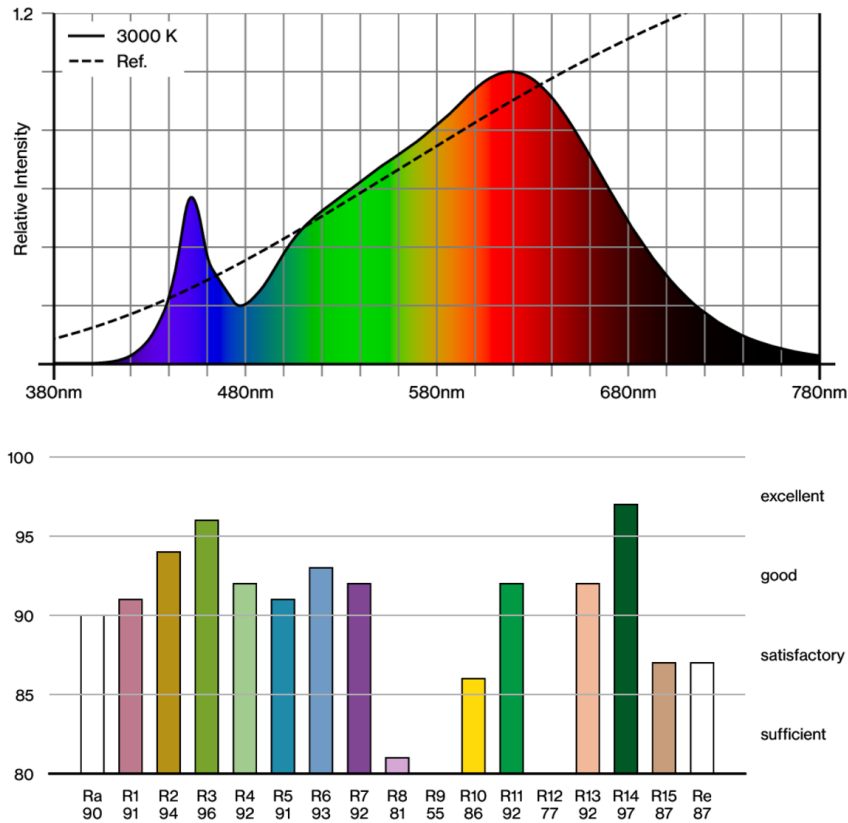 1.2
3000 K
Ref.
Relative Intensity
380nm 480nm 580nm 680nm 780nm
100
excellent
95
good
90
satisfactory
85
sufficient
80
Ra R1 R2 R3 R4 R5 R6 R7 R8 R9 R10 R11 R12 R13 R14 R15 Re
90 91 94 96 92 91 93 92 81 55 86 92 77 92 97 87 87